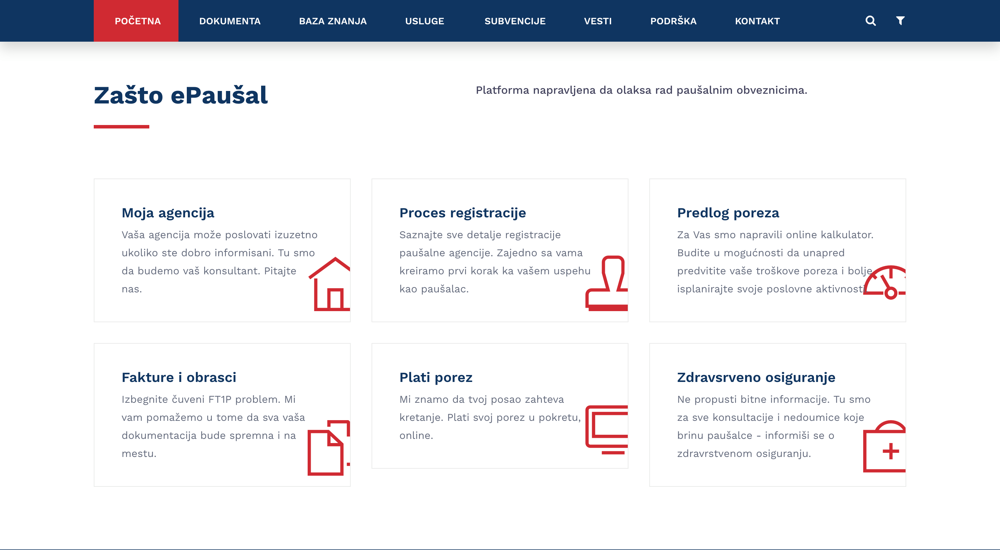 POČETNA DOKUMENTA BAZA ZNANJA USLUGE SUBVENCIJE VESTI PODRŠKA KONTAKT
Zašto ePaušal
Platforma napravljena da olaksa rad paušalnim obveznicima.
Moja agencija
Vaša agencija može poslovati izuzetno
ukoliko ste dobro informisani. Tu smo
da budemo vaš konsultant. Pitajte
nas.
Proces registracije
Saznajte sve detalje registracije
paušalne agencije. Zajedno sa vama
kreiramo prvi korak ka vašem uspehu
kao paušalac.
Predlog poreza
Za Vas smo napravili online kalkulator.
Budite u mogućnosti da unapred
predvitite vaše troškove poreza i bolje
isplanirajte svoje poslovne aktivnosti.
Fakture i obrasci
Izbegnite čuveni FT1P problem. Mi
vam pomažemo u tome da sva vaša
dokumentacija bude spremna i na
mestu.
Plati porez
Mi znamo da tvoj posao zahteva
kretanje. Plati svoj porez u pokretu,
online.
Zdravsrveno osiguranje
Ne propusti bitne informacije. Tu smo
za sve konsultacije i nedoumice koje
brinu paušalce - informiši se o
zdravrstvenom osiguranju.